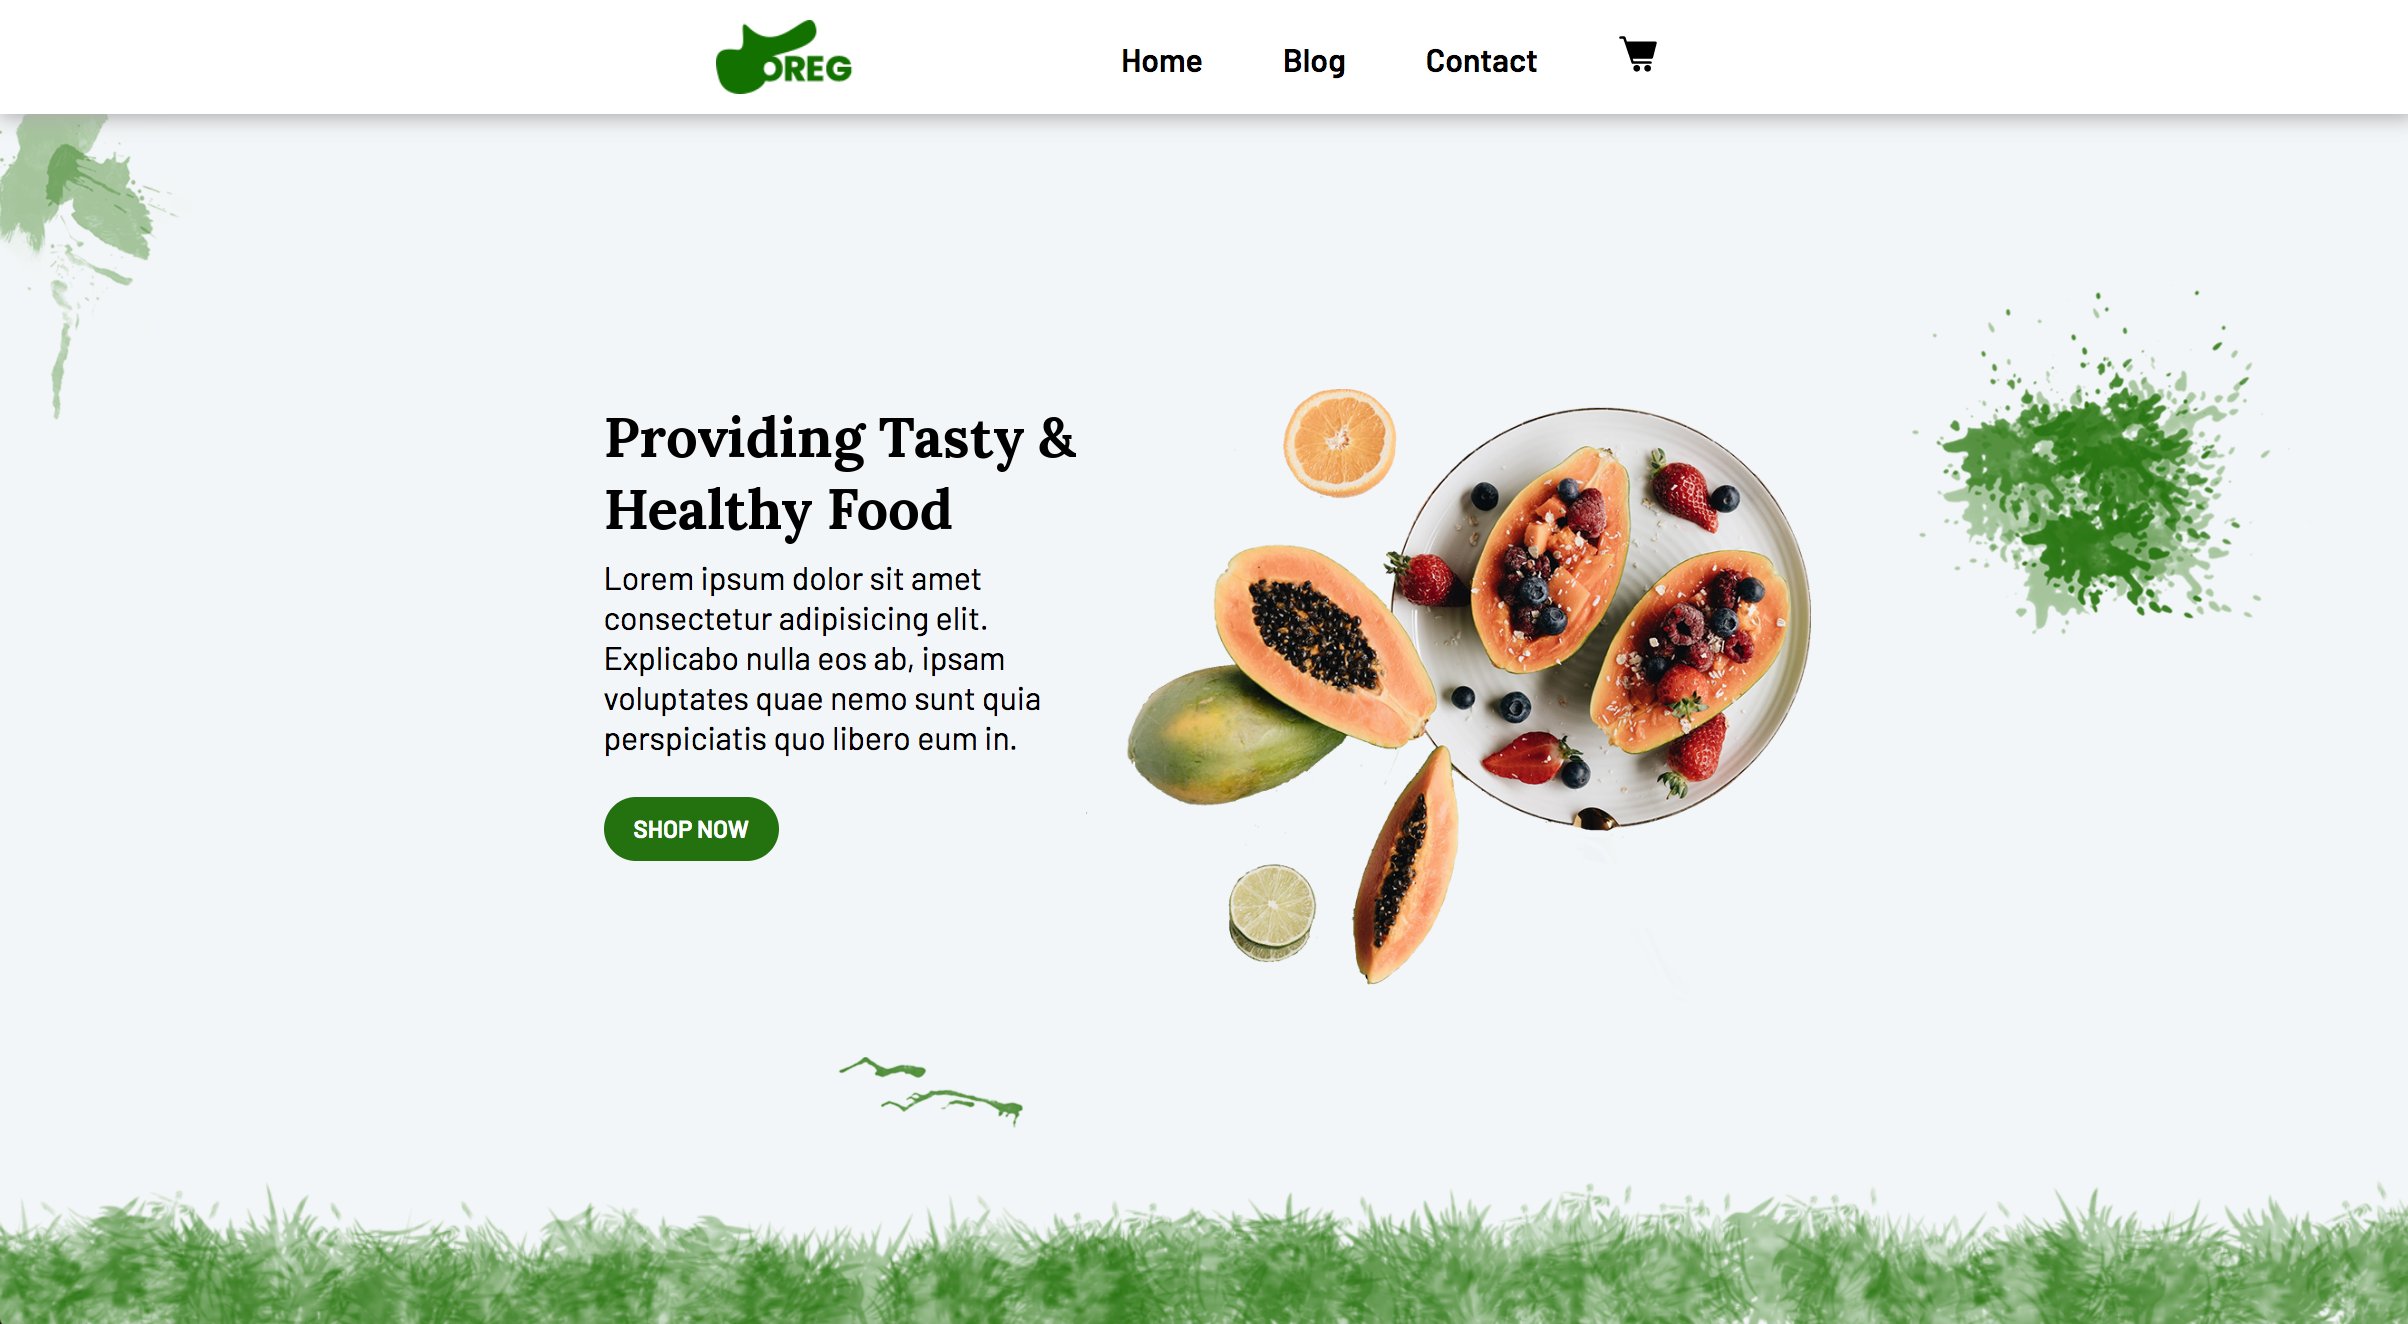 OREG
Home
Blog
Contact
Providing Tasty &
Healthy Food
Lorem ipsum dolor sit amet
consectetur adipisicing elit.
Explicabo nulla eos ab, ipsam
voluptates quae nemo sunt quia
perspiciatis quo libero eum in.
SHOP NOW